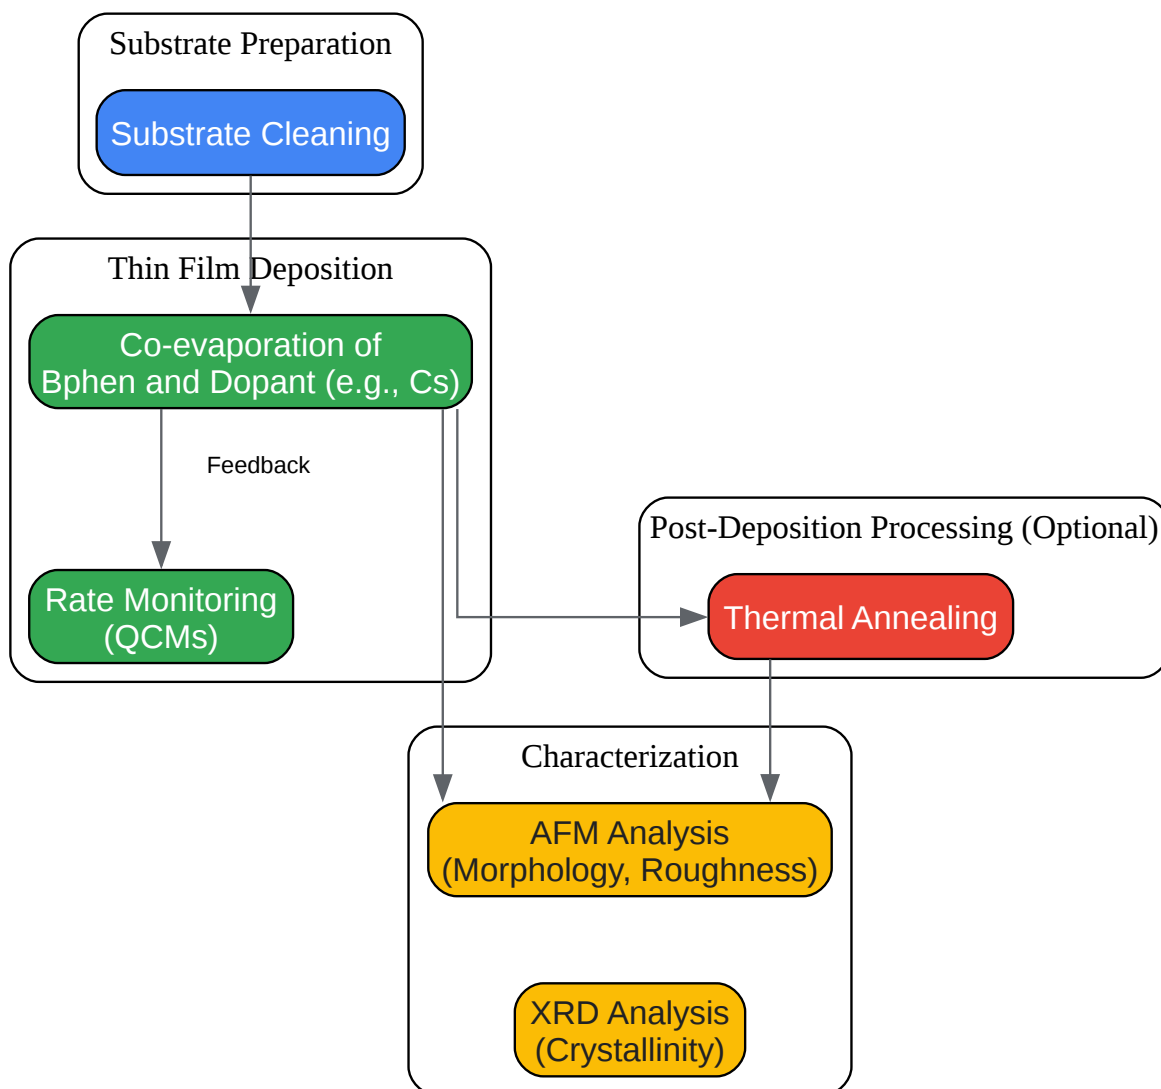 Substrate Preparation
Substrate Cleaning
Thin Film Deposition
Co-evaporation of
Bphen and Dopant (e.g., Cs)
Feedback
Rate Monitoring
(QCMs)
Post-Deposition Processing (Optional)
Thermal Annealing
Characterization
AFM Analysis
(Morphology, Roughness)
XRD Analysis
(Crystallinity)